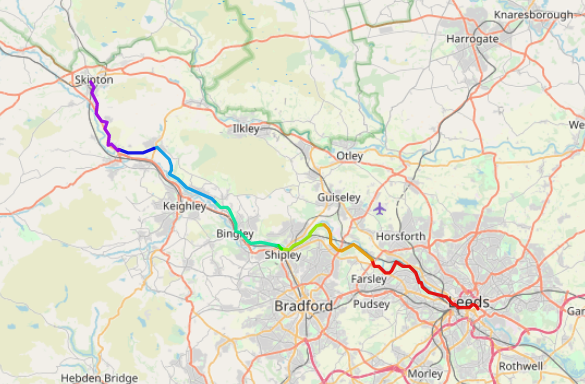 Knaresborough
Harrogate
Skipton
Ilkley
We
Otley
Guiseley
Keighley
Bingley
Horsforth
Shipley
Farsley
Bradford
Pudsey
Leeds
Gar
Rothwell
Morley
Hebden Bridge